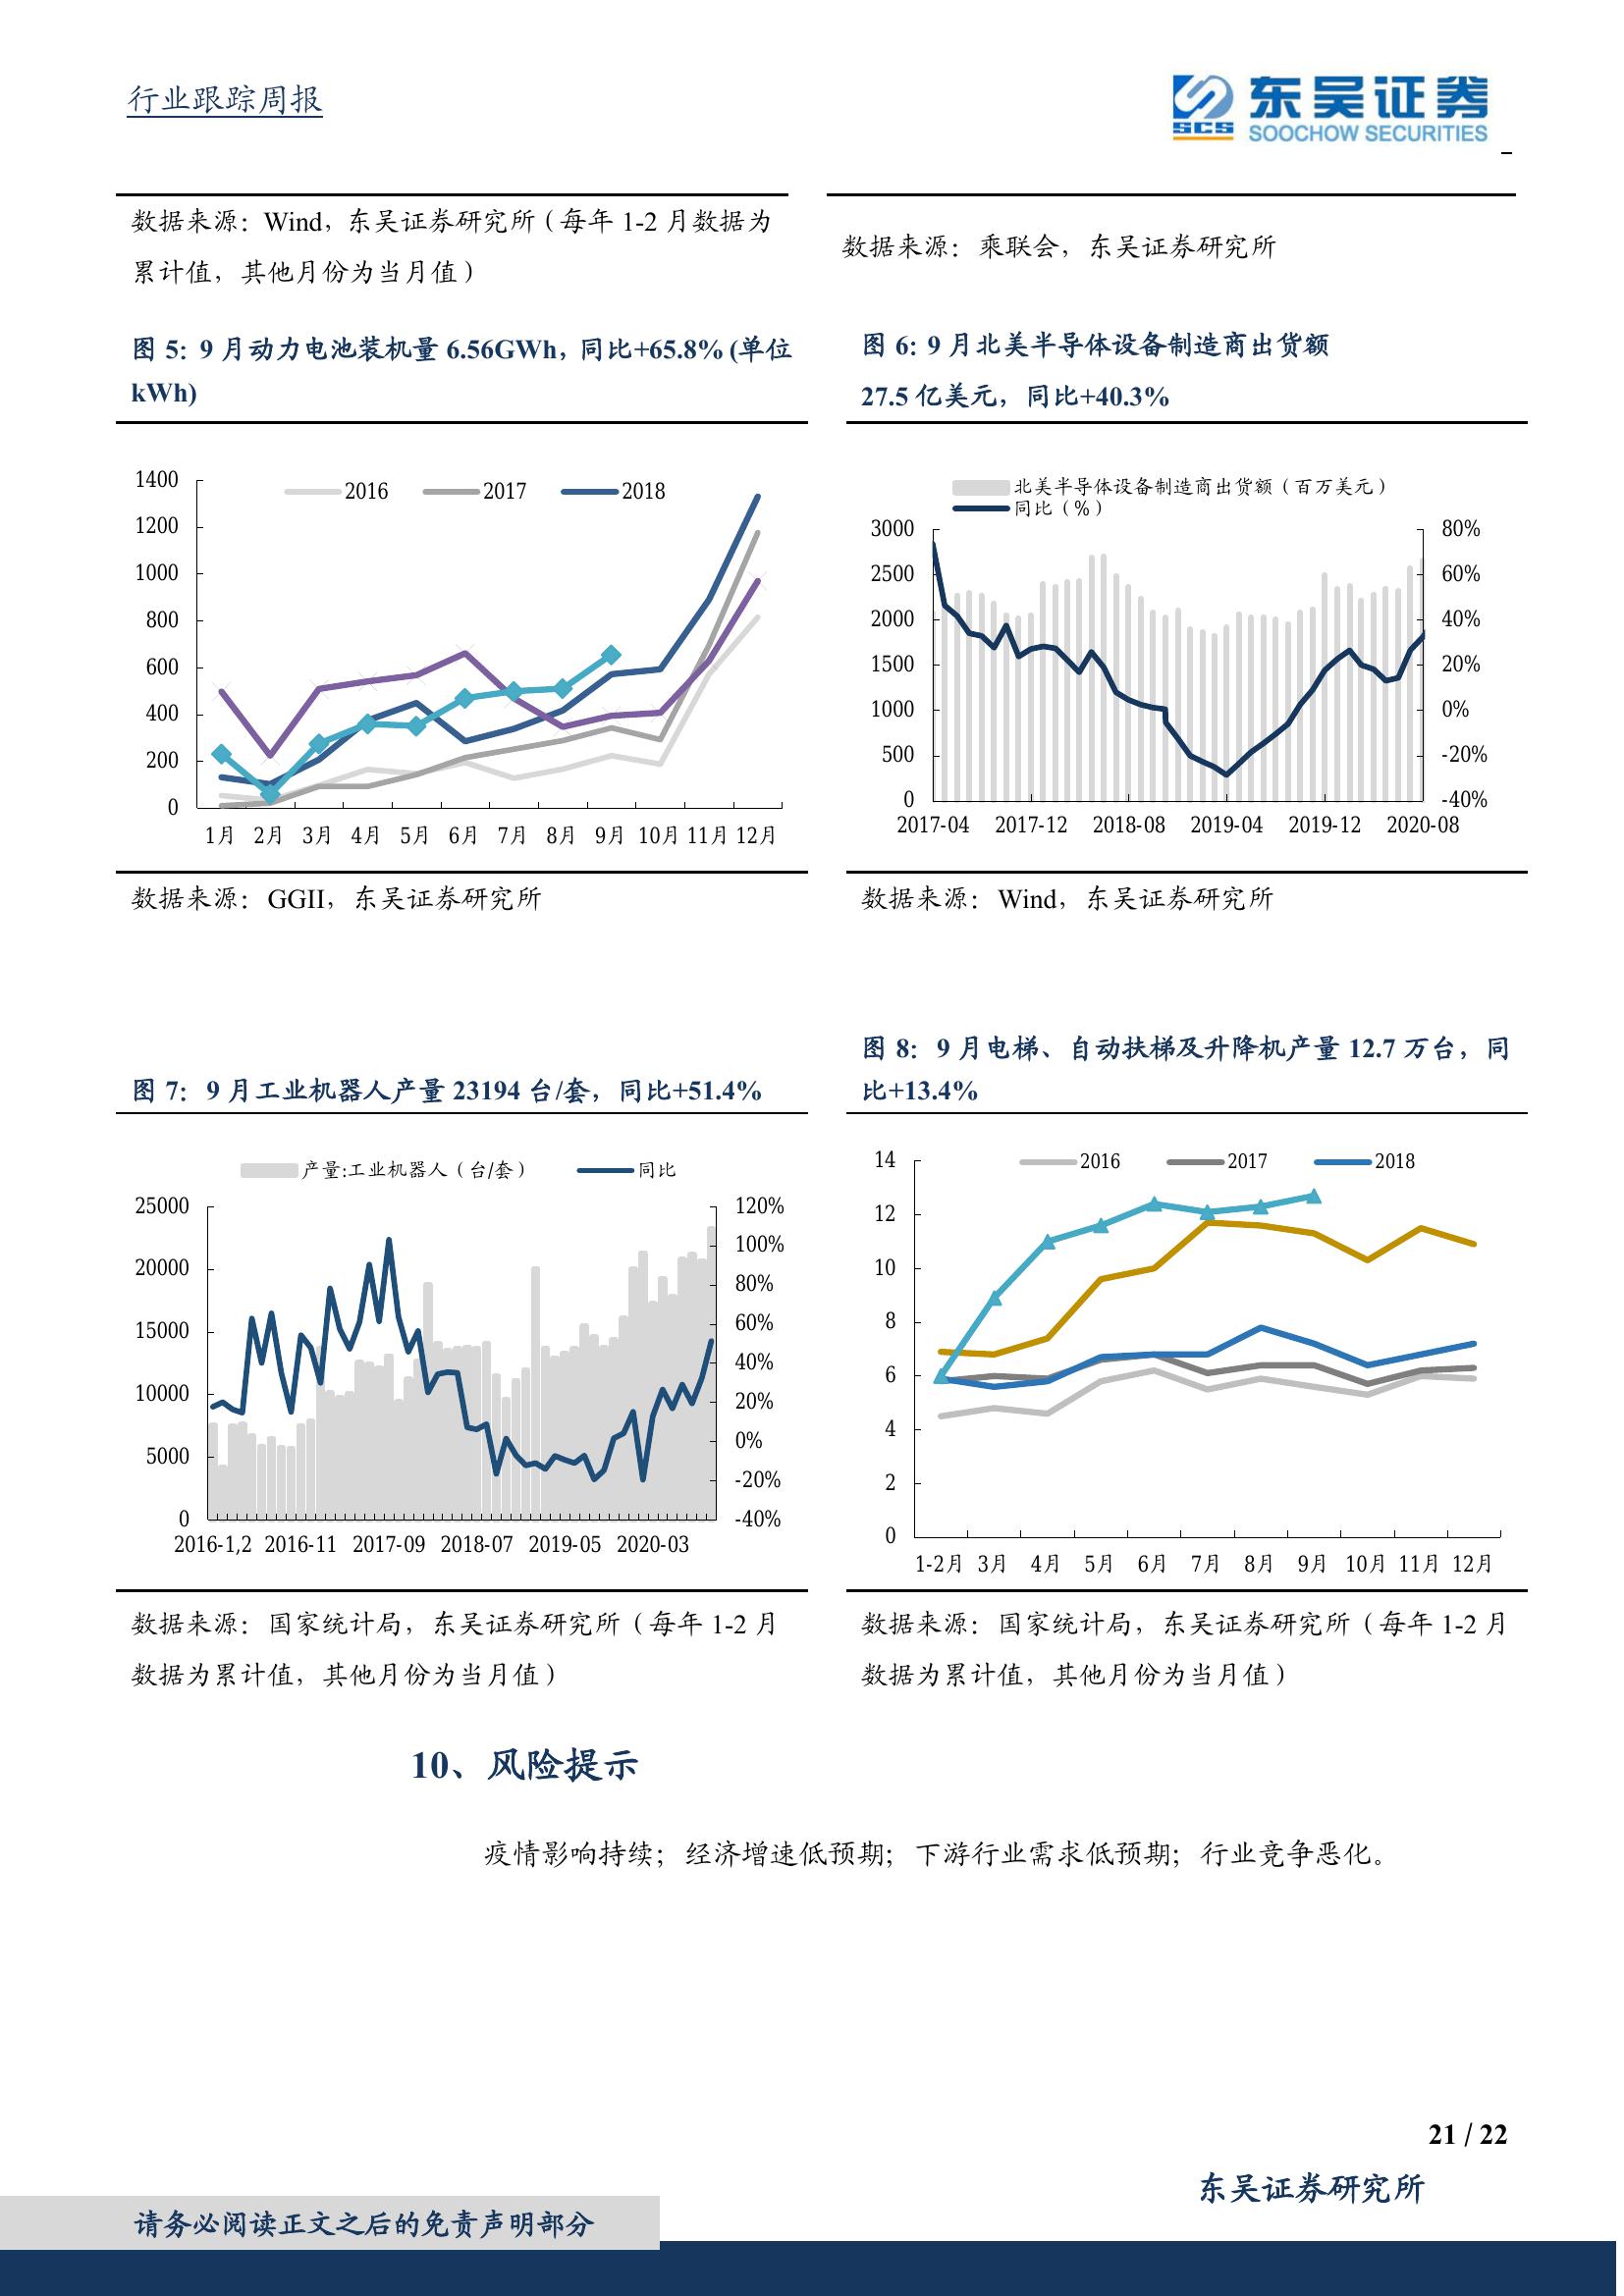 行业跟踪周报
东吴证券
SCS
SOOCHOW SECURITIES
数据来源：Wind，东吴证券研究所（每年 1-2 月数据为
累计值，其他月份为当月值）
数据来源：乘联会，东吴证券研究所
图 5：9 月动力电池装机量 6.56GWh，同比+65.8% (单位
kWh)
1400
1200
1000
800
600
400
200
0
2016 2017 2018
1月 2月 3月 4月 5月 6月 7月 8月 9月 10月 11月 12月
数据来源：GGII，东吴证券研究所
图 6: 9 月北美半导体设备制造商出货额
27.5 亿美元，同比+40.3%
北美半导体设备制造商出货额（百万美元）
同比（%）
3000
2500
2000
1500
1000
500
0
80%
60%
40%
20%
0%
-20%
-40%
2017-04 2017-12 2018-08 2019-04 2019-12 2020-08
数据来源：Wind，东吴证券研究所
图 7：9 月工业机器人产量 23194 台/套，同比+51.4%
产量:工业机器人（台/套） 同比
25000
20000
15000
10000
5000
0
120%
100%
80%
60%
40%
20%
0%
-20%
-40%
2016-1,2 2016-11 2017-09 2018-07 2019-05 2020-03
数据来源：国家统计局，东吴证券研究所（每年 1-2 月
数据为累计值，其他月份为当月值）
图 8：9 月电梯、自动扶梯及升降机产量 12.7 万台，同
比+13.4%
14
12
10
8
6
4
2
0
2016 2017 2018
1-2月 3月 4月 5月 6月 7月 8月 9月 10月 11月 12月
数据来源：国家统计局，东吴证券研究所（每年 1-2 月
数据为累计值，其他月份为当月值）
10、风险提示
疫情影响持续；经济增速低预期；下游行业需求低预期；行业竞争恶化。
21 / 22
东吴证券研究所
请务必阅读正文之后的免责声明部分